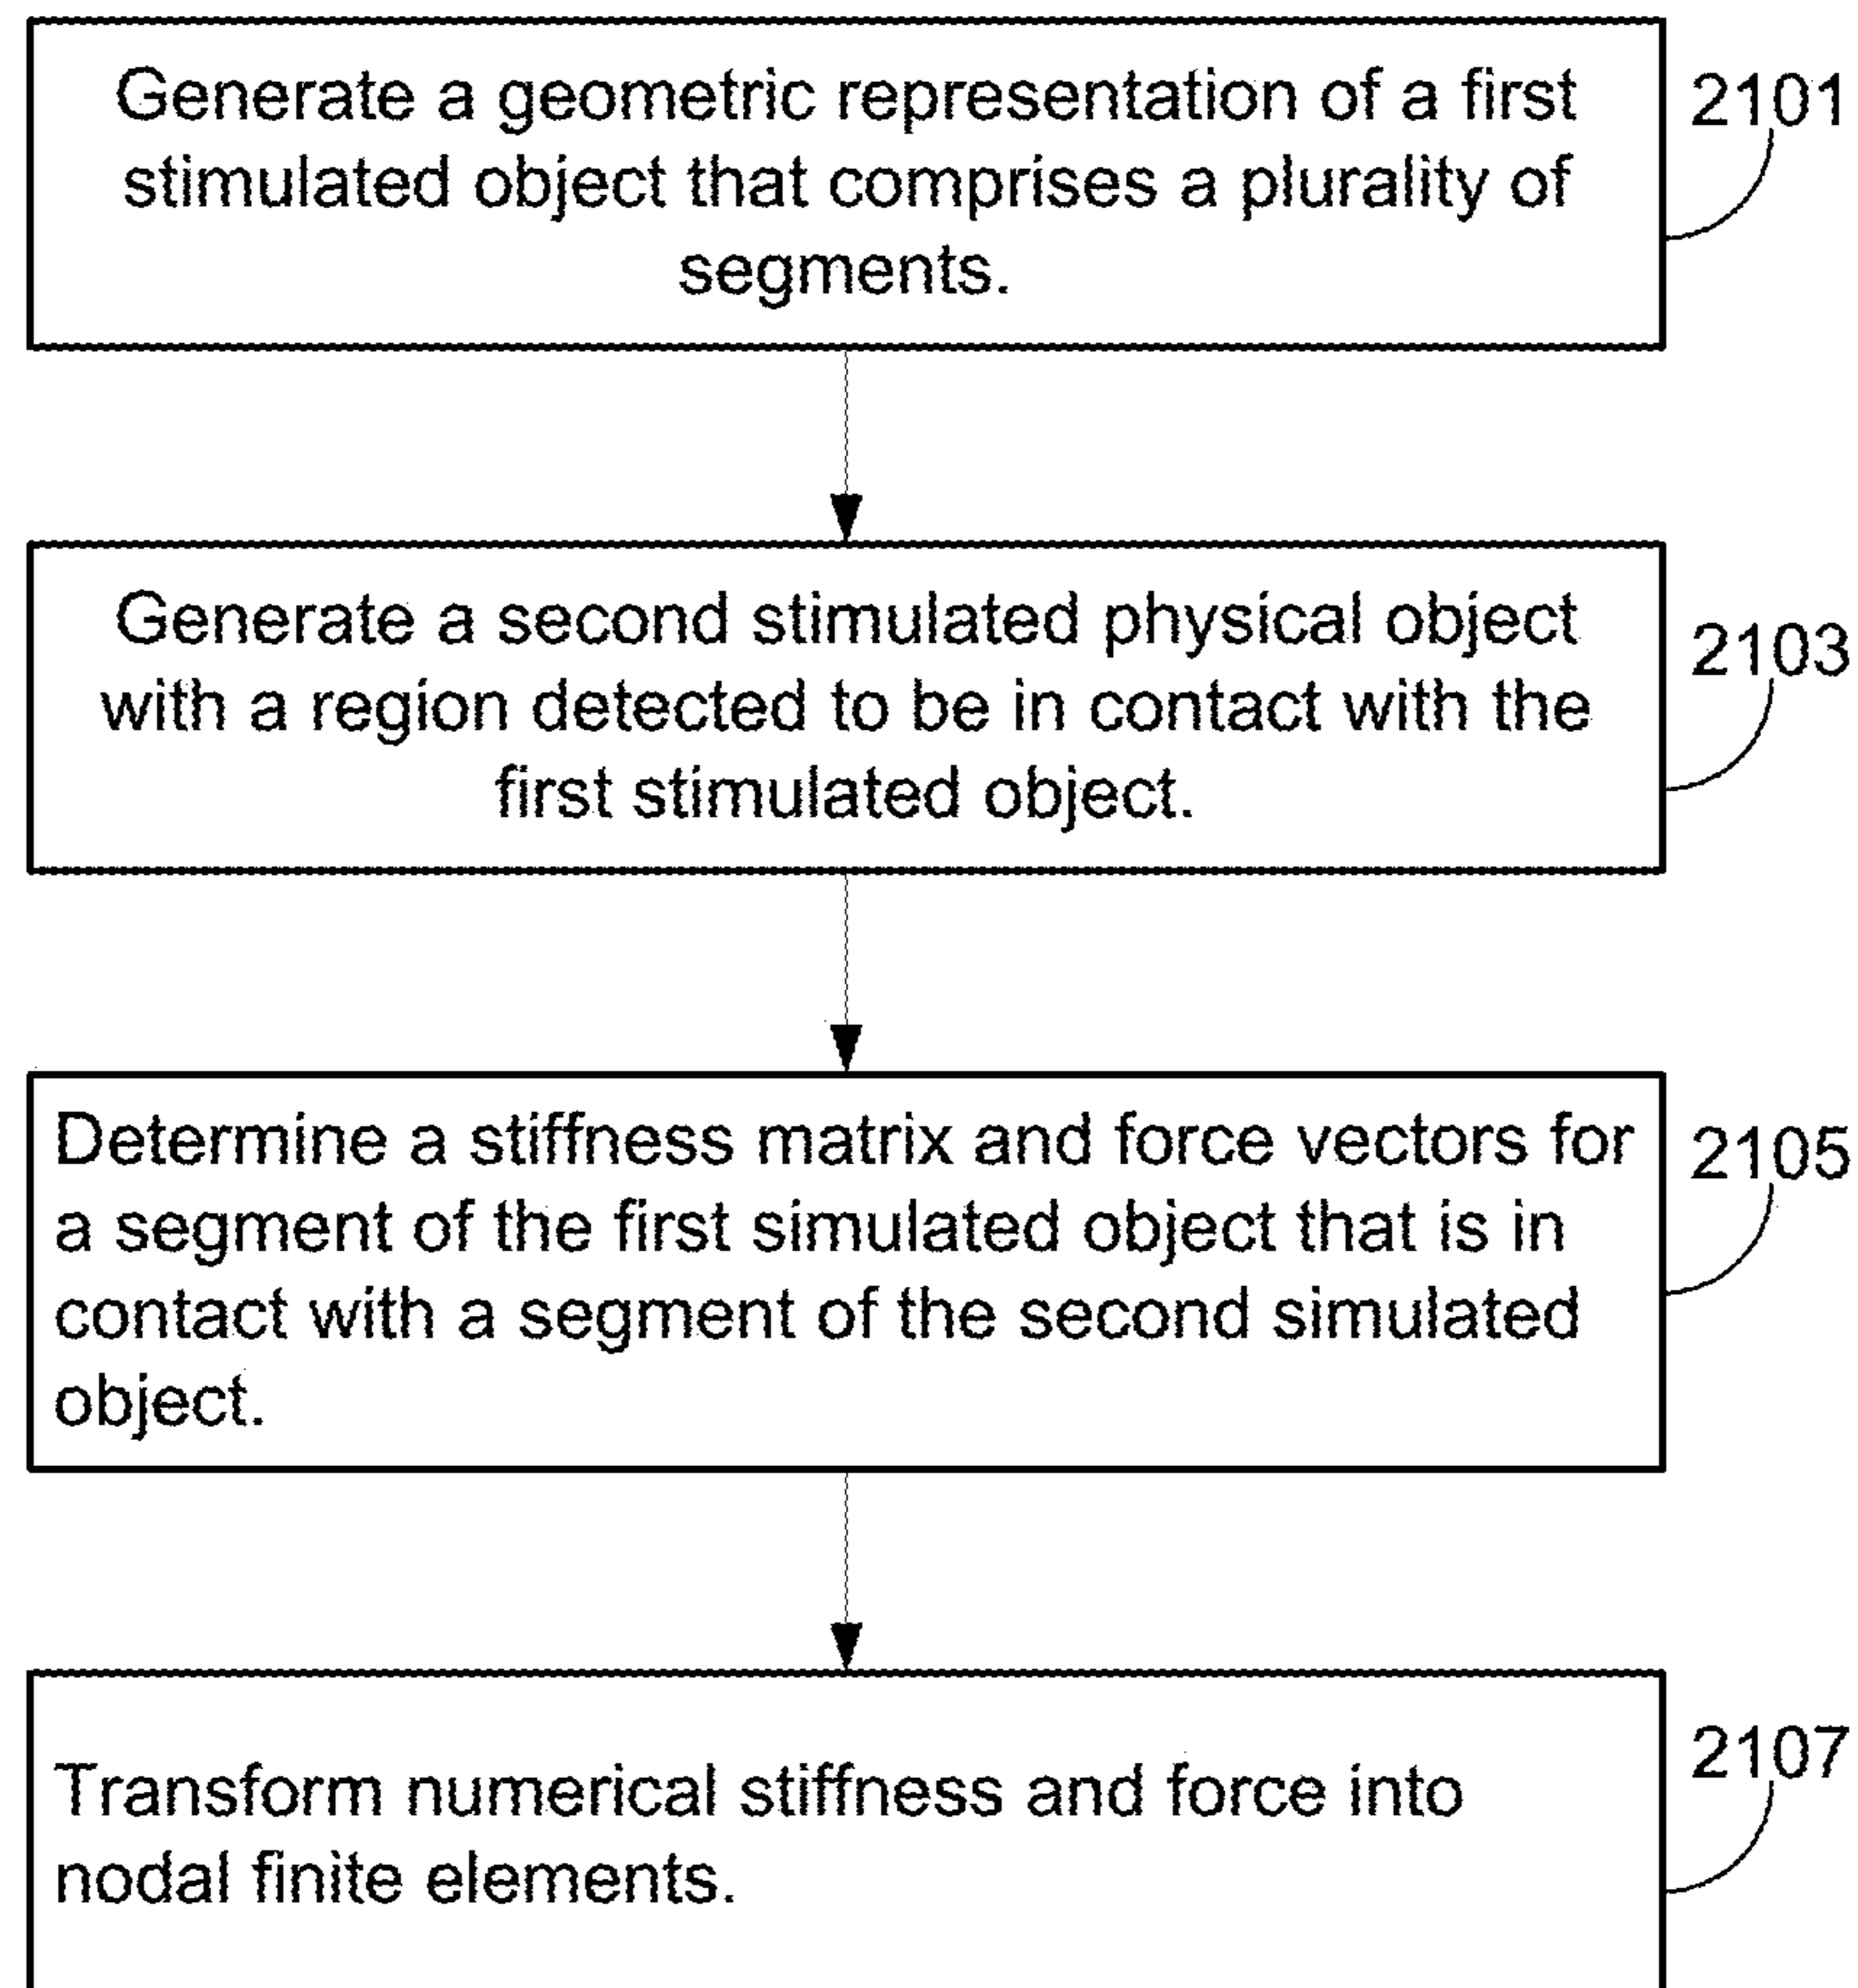 Generate a geometric representation of a first
stimulated object that comprises a plurality of
segments.
2101
Generate a second stimulated physical object
with a region detected to be in contact with the
first stimulated object.
2103
Determine a stiffness matrix and force vectors for
a segment of the first simulated object that is in
contact with a segment of the second simulated
object.
2105
Transform numerical stiffness and force into
nodal finite elements.
2107